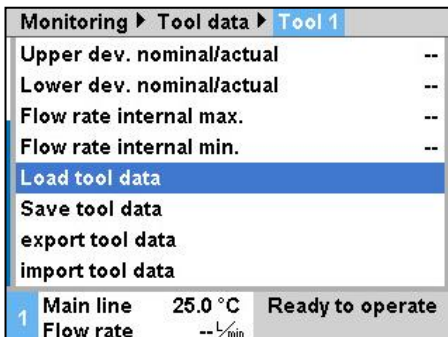 Monitoring ▶ Tool data ▶ Tool 1
Upper dev. nominal/actual --
Lower dev. nominal/actual --
Flow rate internal max. --
Flow rate internal min. --
Load tool data
Save tool data
export tool data
import tool data
1 Main line 25.0 °C Ready to operate
Flow rate -- L/min